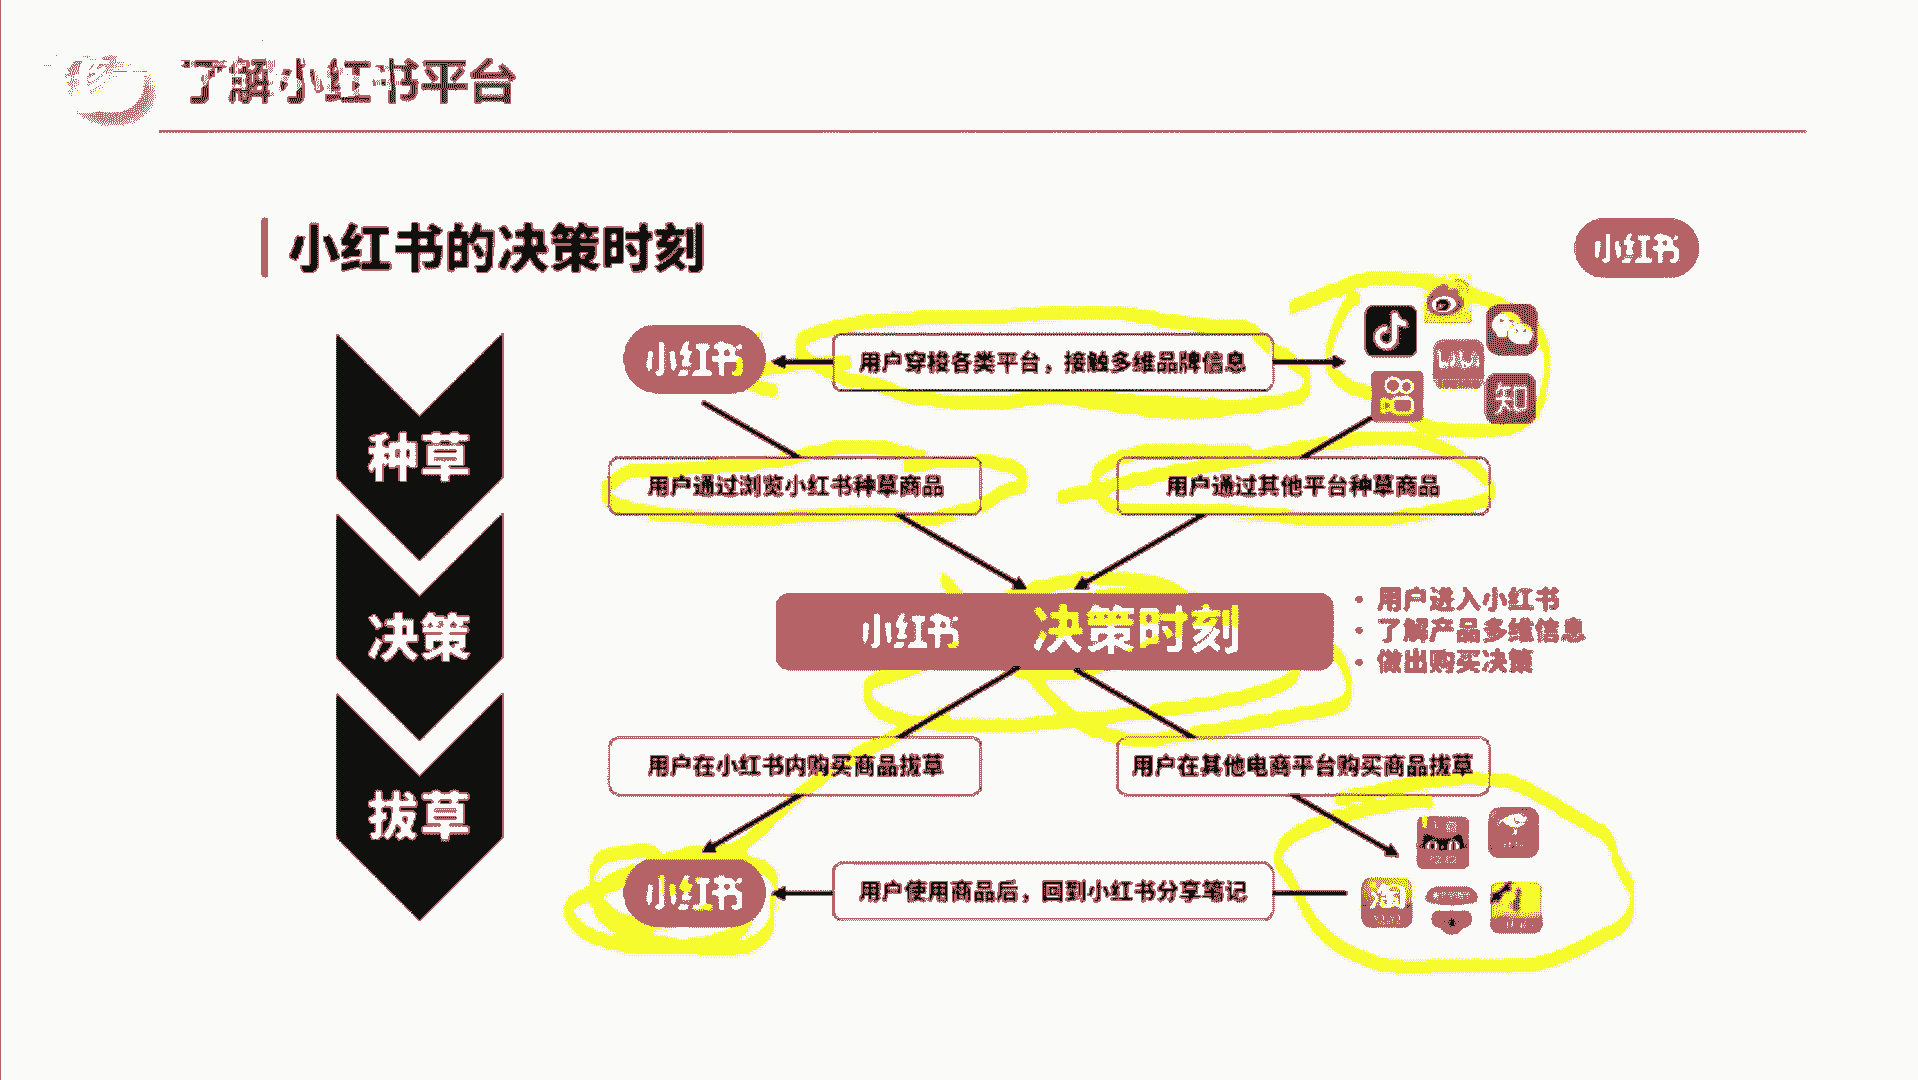 了解小红书平台
小红书的决策时刻
小红书
小红书
用户穿梭各类平台，接触多维品牌信息
知
种草
用户通过浏览小红书种草商品
用户通过其他平台种草商品
决策
小红书 决策时刻
• 用户进入小红书
• 了解产品多维信息
• 做出购买决策
用户在小红书内购买商品拔草
用户在其他电商平台购买商品拔草
拔草
小红书
用户使用商品后，回到小红书分享笔记
淘